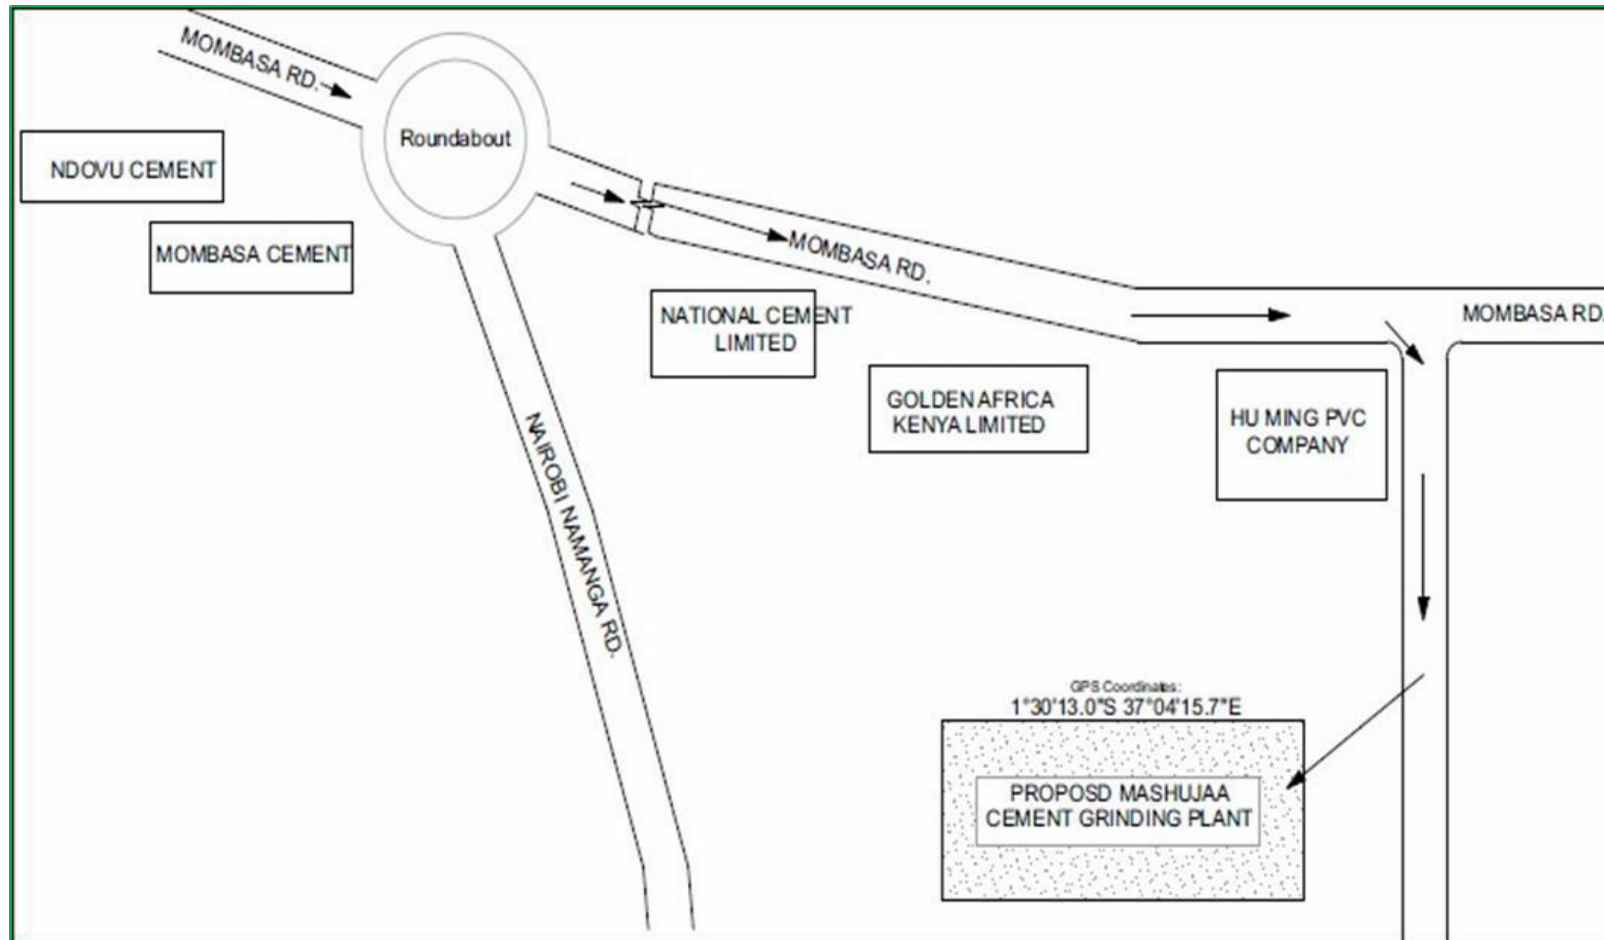 MOMBASA RD.
Roundabout
NDOVU CEMENT
MOMBASA CEMENT
MOMBASA RD.
NATIONAL CEMENT
LIMITED
MOMBASA RD.
GOLDEN AFRICA
KENYA LIMITED
HU MING PVC
COMPANY
NAIROBI NAMANGA RD.
GPS Coordinates:
1°30'13.0"S 37°04'15.7"E
PROPOSD MASHUJAA
CEMENT GRINDING PLANT